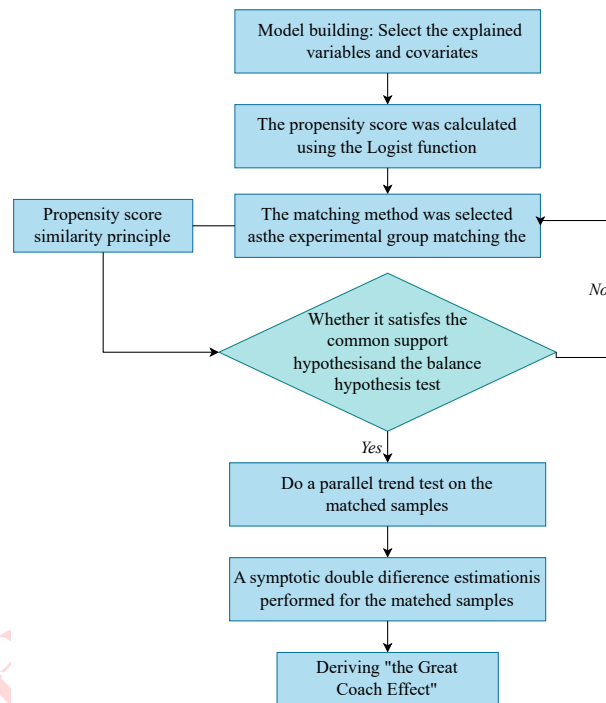 Model building: Select the explained
variables and covariates
The propensity score was calculated
using the Logist function
Propensity score
similarity principle
The matching method was selected
asthe experimental group matching the
No
Whether it satisfes the
common support
hypothesisand the balance
hypothesis test
Yes
Do a parallel trend test on the
matched samples
A symptotic double difierence estimationis
performed for the matehed samples
Deriving "the Great
Coach Effect"